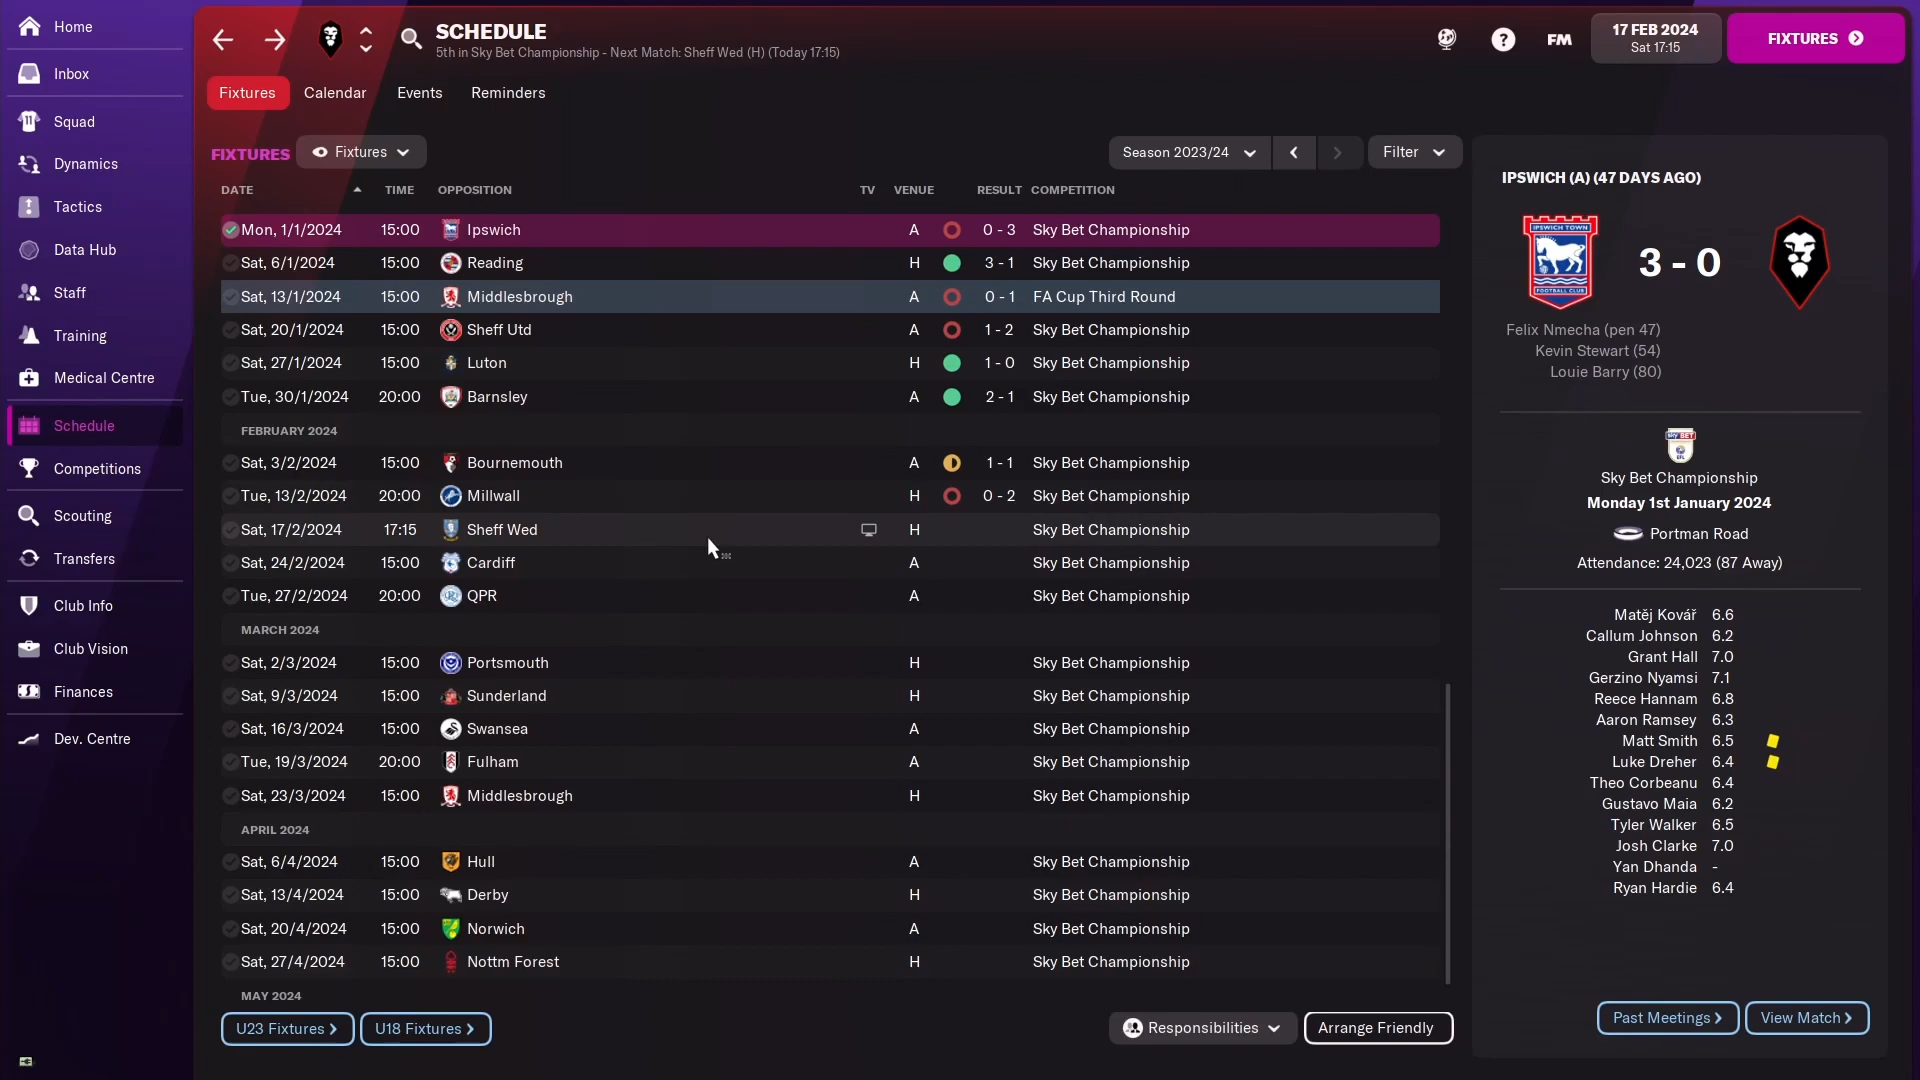 Home
Inbox
Squad
Dynamics
Tactics
Data Hub
Staff
Training
Medical Centre
Schedule
Competitions
Scouting
Transfers
Club Info
Club Vision
Finances
Dev. Centre
SCHEDULE
5th in Sky Bet Championship - Next Match: Sheff Wed (H) (Today 17:15)
FM
17 FEB 2024
Sat 17:15
FIXTURES
Fixtures Calendar Events Reminders
FIXTURES Fixtures Season 2023/24 Filter
DATE TIME OPPOSITION TV VENUE RESULT COMPETITION
Mon, 1/1/2024 15:00 Ipswich A 0 - 3 Sky Bet Championship
Sat, 6/1/2024 15:00 Reading H 3 - 1 Sky Bet Championship
Sat, 13/1/2024 15:00 Middlesbrough A 0 - 1 FA Cup Third Round
Sat, 20/1/2024 15:00 Sheff Utd A 1 - 2 Sky Bet Championship
Sat, 27/1/2024 15:00 Luton H 1 - 0 Sky Bet Championship
Tue, 30/1/2024 20:00 Barnsley A 2 - 1 Sky Bet Championship
FEBRUARY 2024
Sat, 3/2/2024 15:00 Bournemouth A 1 - 1 Sky Bet Championship
Tue, 13/2/2024 20:00 Millwall H 0 - 2 Sky Bet Championship
Sat, 17/2/2024 17:15 Sheff Wed H Sky Bet Championship
Sat, 24/2/2024 15:00 Cardiff A Sky Bet Championship
Tue, 27/2/2024 20:00 QPR A Sky Bet Championship
MARCH 2024
Sat, 2/3/2024 15:00 Portsmouth H Sky Bet Championship
Sat, 9/3/2024 15:00 Sunderland H Sky Bet Championship
Sat, 16/3/2024 15:00 Swansea A Sky Bet Championship
Tue, 19/3/2024 20:00 Fulham A Sky Bet Championship
Sat, 23/3/2024 15:00 Middlesbrough H Sky Bet Championship
APRIL 2024
Sat, 6/4/2024 15:00 Hull A Sky Bet Championship
Sat, 13/4/2024 15:00 Derby H Sky Bet Championship
Sat, 20/4/2024 15:00 Norwich A Sky Bet Championship
Sat, 27/4/2024 15:00 Nottm Forest H Sky Bet Championship
MAY 2024
U23 Fixtures U18 Fixtures Responsibilities Arrange Friendly
IPSWICH (A) (47 DAYS AGO)
IPSWICH TOWN
FOOTBALL CLUB
3 - 0
Felix Nmecha (pen 47)
Kevin Stewart (54)
Louie Barry (80)
SKY BET
EFL
Sky Bet Championship
Monday 1st January 2024
Portman Road
Attendance: 24,023 (87 Away)
Matěj Kovář 6.6
Callum Johnson 6.2
Grant Hall 7.0
Gerzino Nyamsi 7.1
Reece Hannam 6.8
Aaron Ramsey 6.3
Matt Smith 6.5
Luke Dreher 6.4
Theo Corbeanu 6.4
Gustavo Maia 6.2
Tyler Walker 6.5
Josh Clarke 7.0
Yan Dhanda -
Ryan Hardie 6.4
Past Meetings View Match